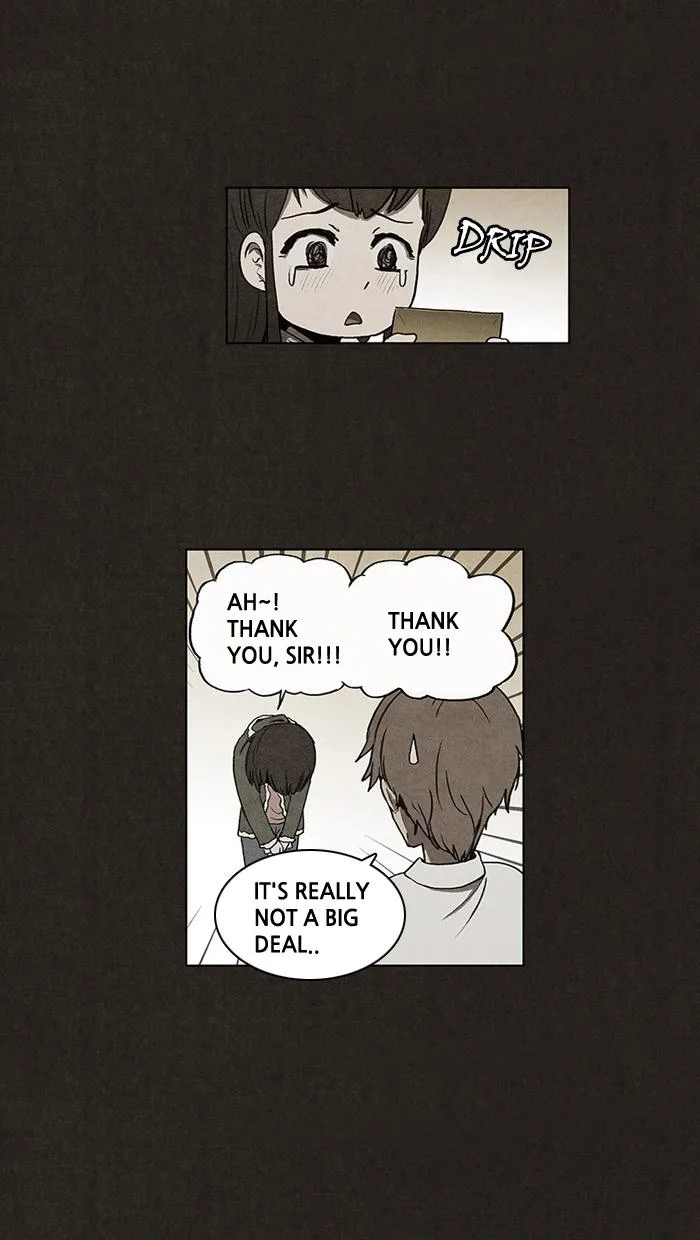 DRIP
AH~!
THANK
YOU, SIR!!!
THANK
YOU!!
IT'S REALLY
NOT A BIG
DEAL..